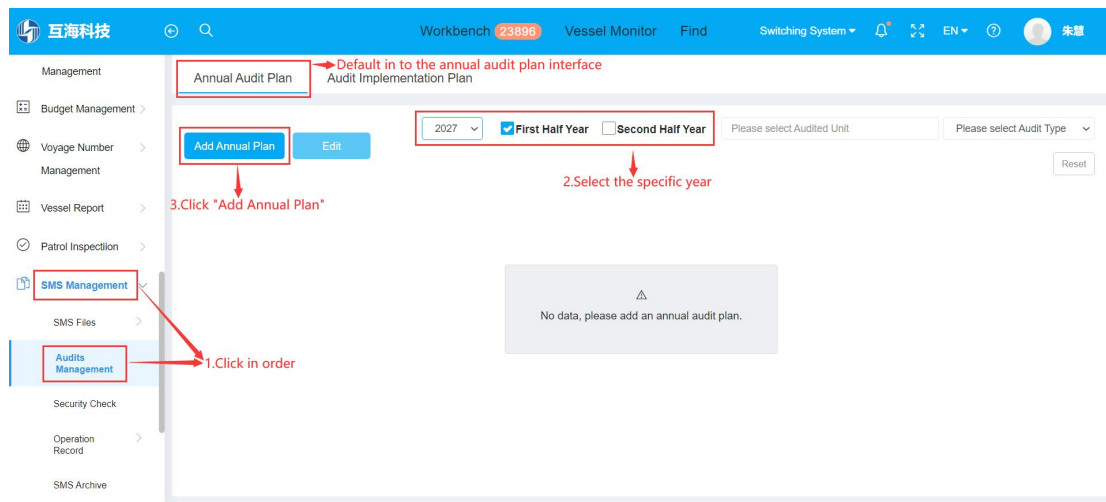 互海科技
Workbench 23896 Vessel Monitor Find Switching System EN 朱慧
Management
Budget Management
Voyage Number
Management
Vessel Report
Patrol Inspectiion
SMS Management
SMS Files
Audits
Management
Security Check
Operation
Record
SMS Archive
Annual Audit Plan
Default in to the annual audit plan interface
Audit Implementation Plan
2027 First Half Year Second Half Year Please select Audited Unit Please select Audit Type
Add Annual Plan Edit
Reset
2.Select the specific year
3.Click "Add Annual Plan"
No data, please add an annual audit plan.
1.Click in order